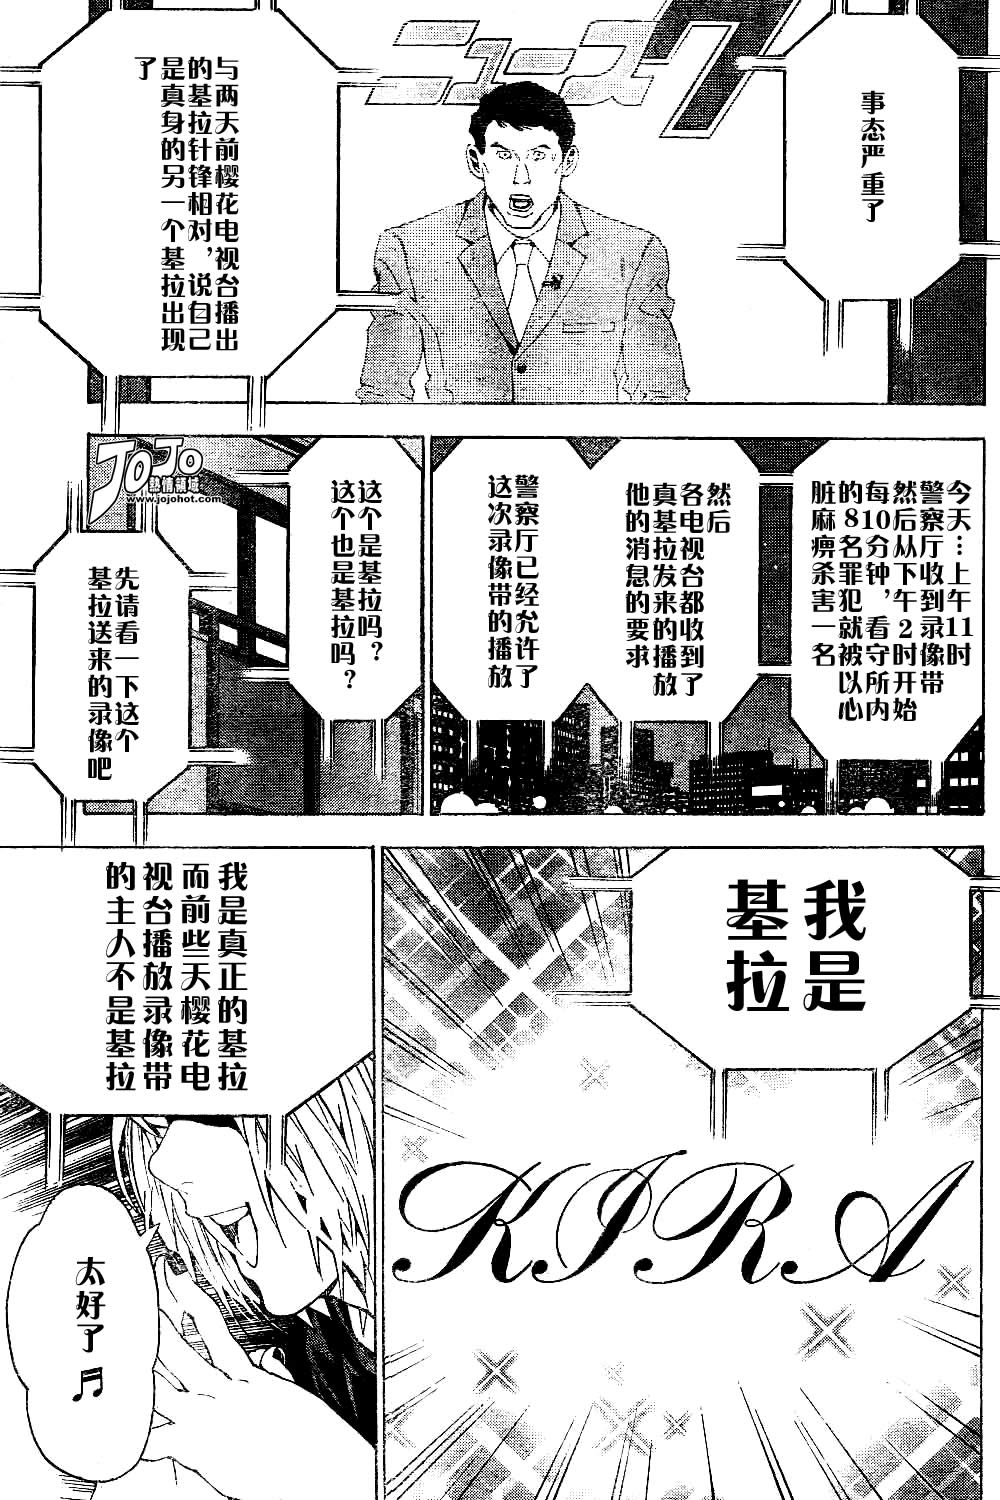 ニュース7
事态严重了
与两天前樱花电视台播出
的基拉针锋相对，说自己
是真身的另一个基拉出现
了
今天…上午11时
警察厅收到录像带
然后从下午2时开始
每10分钟，看守所内
的8名罪犯就被以心
脏麻痹杀害一名
然后
各电视台都收到了
真基拉发来的播放
他的消息的要求
警察厅已经允许了
这次录像带的播放
这个是基拉吗？
这个也是基拉吗？
先请看一下这个
基拉送来的录像吧
JOJO
热情领域
www.jojohot.com
我是
基拉
KIRA
我是真正的基拉
而前些天樱花电
视台播放录像带
的主人不是基拉
太好了♬